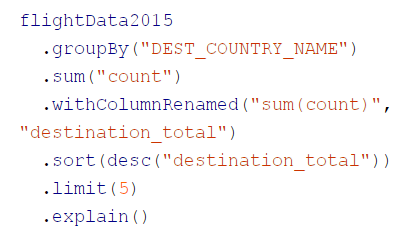 flightData2015
  .groupBy("DEST_COUNTRY_NAME")
  .sum("count")
  .withColumnRenamed("sum(count)",
"destination_total")
  .sort(desc("destination_total"))
  .limit(5)
  .explain()